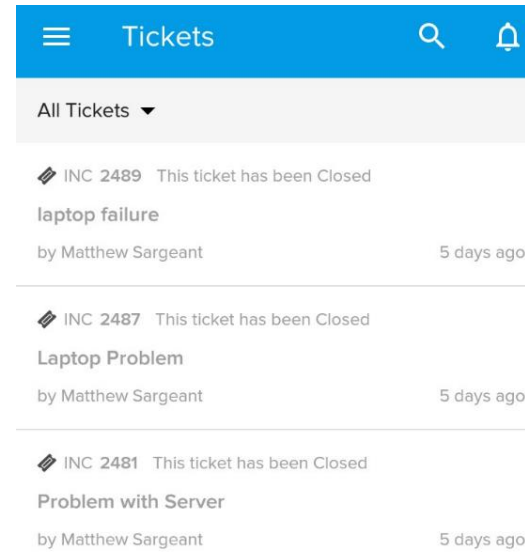 Tickets
All Tickets
INC 2489 This ticket has been Closed
laptop failure
by Matthew Sargeant 5 days ago
INC 2487 This ticket has been Closed
Laptop Problem
by Matthew Sargeant 5 days ago
INC 2481 This ticket has been Closed
Problem with Server
by Matthew Sargeant 5 days ago